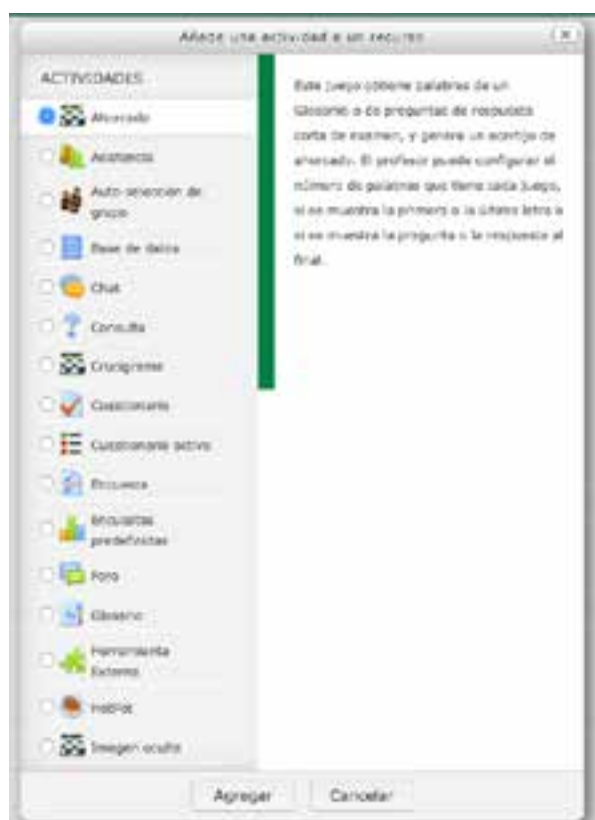 Añade una actividad o un recurso
ACTIVIDADES
Ahorcado
Asistencia
Auto-selección de
grupo
Base de datos
Chat
Consulta
Crucigrama
Cuestionario
Cuestionario activo
Encuesta
Encuestas
predefinidas
Foro
Glosario
Herramienta
Externa
HotPot
Imagen oculta
Este juego obtiene palabras de un
Glosario o de preguntas de respuesta
corta de examen, y genera un acertijo de
ahorcado. El profesor puede configurar el
número de palabras que tiene cada juego,
si se muestra la primera o la última letra o
si se muestra la pregunta o la respuesta al
final.
Agregar
Cancelar